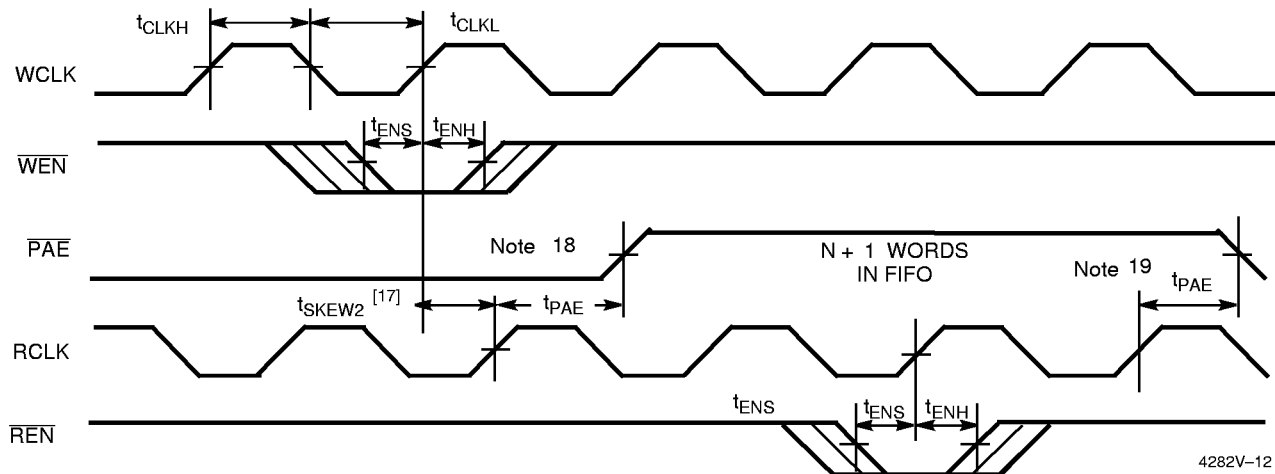 tCLKH
tCLKL
WCLK
tENS
tENH
WEN
PAE
Note 18
N + 1 WORDS
IN FIFO
Note 19
tPAE
tSKEW2 [17]
tPAE
RCLK
tENS
tENS
tENH
REN
4282V–12